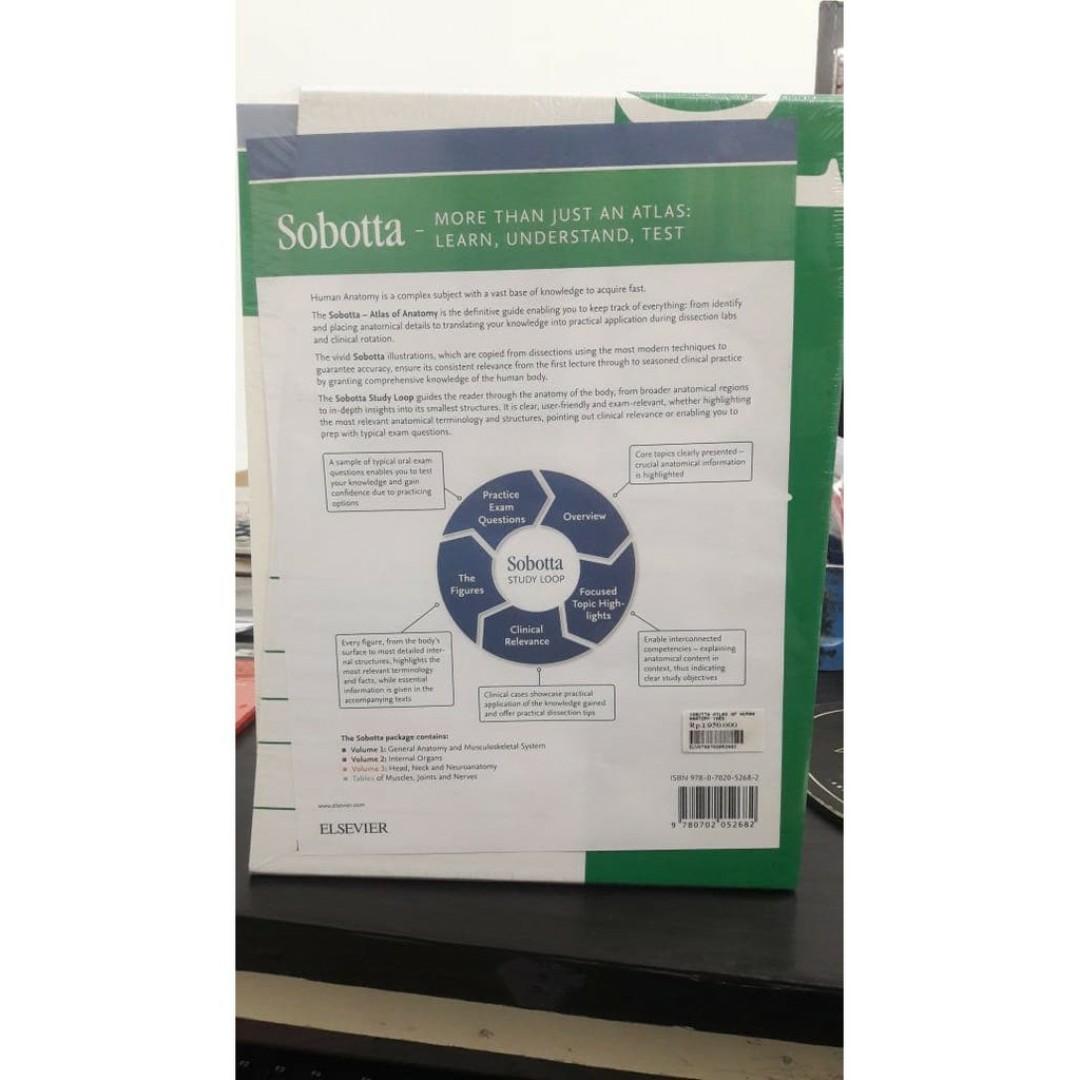 Sobotta – MORE THAN JUST AN ATLAS:
LEARN, UNDERSTAND, TEST
Human Anatomy is a complex subject with a vast base of knowledge to acquire fast.
The Sobotta – Atlas of Anatomy is the definitive guide enabling you to keep track of everything: from identify
and placing anatomical details to translating your knowledge into practical application during dissection labs
and clinical rotation.
The vivid Sobotta illustrations, which are copied from dissections using the most modern techniques to
guarantee accuracy, ensure its consistent relevance from the first lecture through to seasoned clinical practice
by granting comprehensive knowledge of the human body.
The Sobotta Study Loop guides the reader through the anatomy of the body, from broader anatomical regions
to in-depth insights into its smallest structures. It is clear, user-friendly and exam-relevant, whether highlighting
the most relevant anatomical terminology and structures, pointing out clinical relevance or enabling you to
prep with typical exam questions.
A sample of typical oral exam
questions enables you to test
your knowledge and gain
confidence due to practicing
options
Core topics clearly presented –
crucial anatomical information
is highlighted
Practice
Exam
Questions
Overview
The
Figures
Sobotta
STUDY LOOP
Focused
Topic High-
lights
Clinical
Relevance
Every figure, from the body's
surface to most detailed inter-
nal structures, highlights the
most relevant terminology
and facts, while essential
information is given in the
accompanying texts
Clinical cases showcase practical
application of the knowledge gained
and offer practical dissection tips
Enable interconnected
competencies – explaining
anatomical content in
context, thus indicating
clear study objectives
The Sobotta package contains:
■ Volume 1: General Anatomy and Musculoskeletal System
■ Volume 2: Internal Organs
■ Volume 3: Head, Neck and Neuroanatomy
■ Tables of Muscles, Joints and Nerves
www.elsevier.com
ELSEVIER
SOBOTTA ATLAS OF HUMAN
ISBN 978-0-7020-5268-2
9 780702 052682